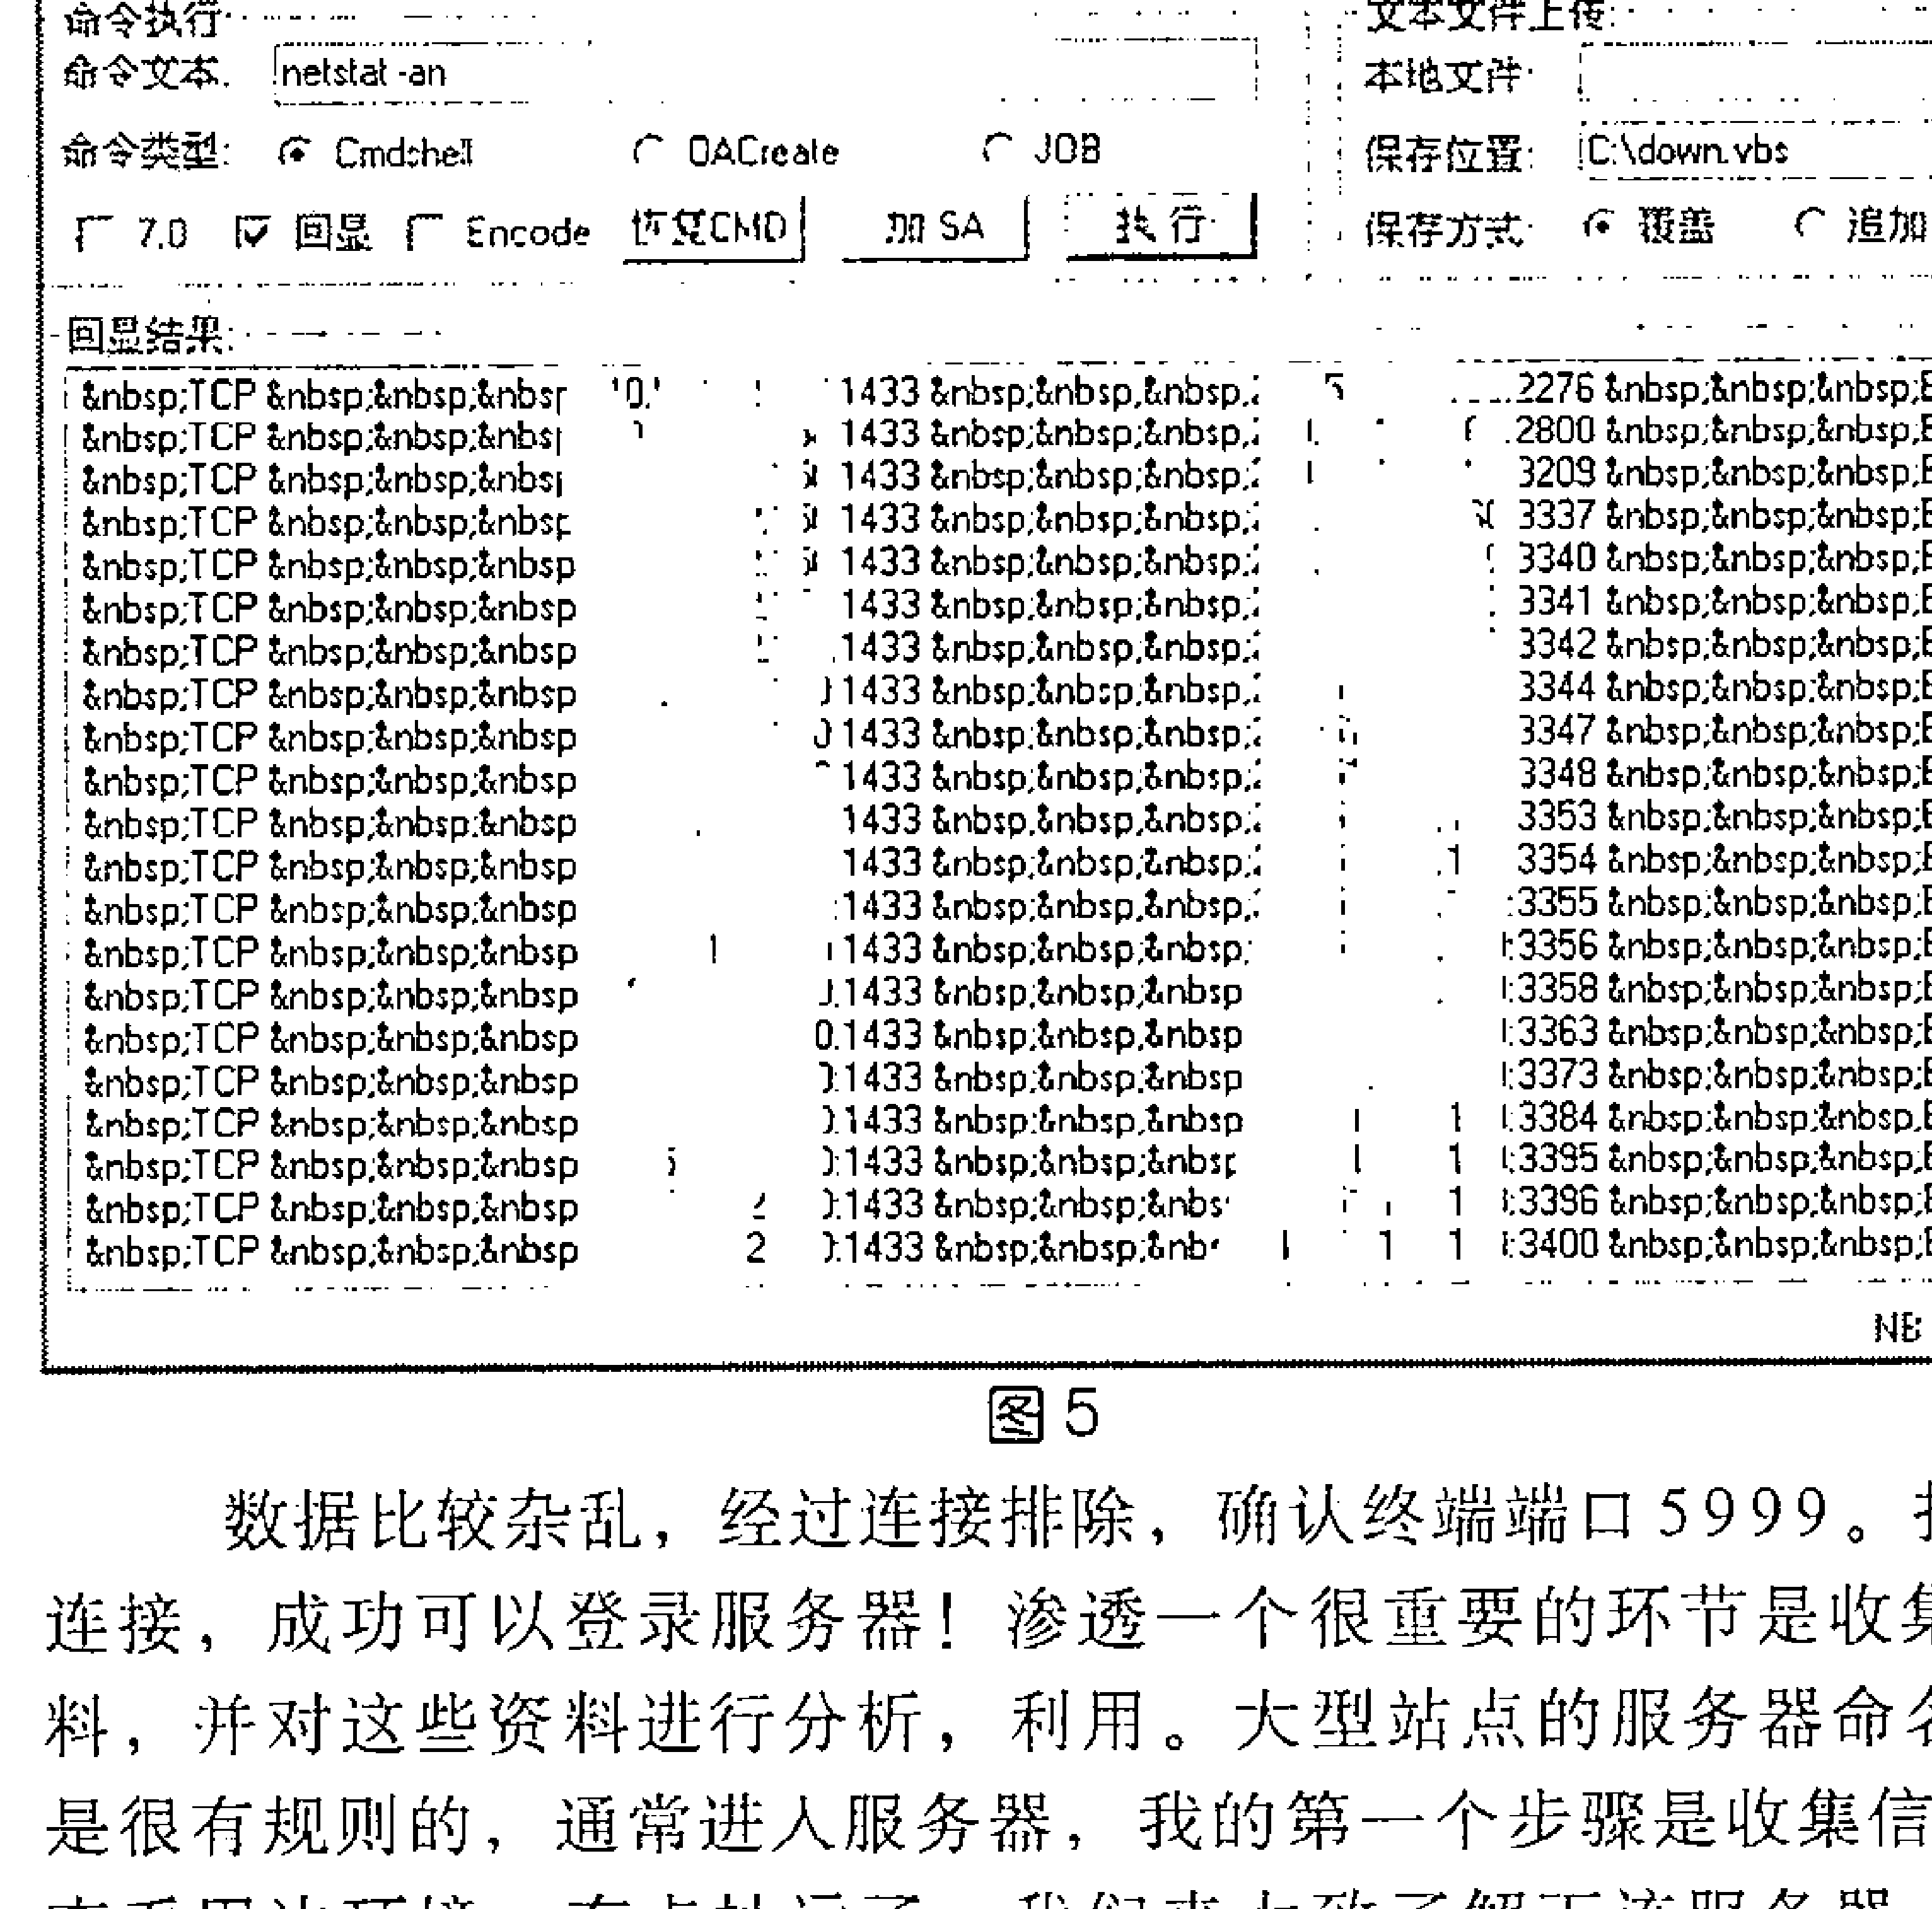 命令执行 文本文件上传:
命令文本. netstat -an 本地文件:
命令类型: Cmdshell OACreate JOB 保存位置: C:\down.vbs
7.0 回显 Encode 恢复CMD 加 SA 执 行 保存方式: 覆盖 追加
回显结果:
&nbsp;TCP &nbsp;&nbsp;&nbsp 1433 &nbsp;&nbsp;&nbsp; 2276 &nbsp;&nbsp;&nbsp;E
&nbsp;TCP &nbsp;&nbsp;&nbsp 1433 &nbsp;&nbsp;&nbsp; 2800 &nbsp;&nbsp;&nbsp;E
&nbsp;TCP &nbsp;&nbsp;&nbsp 1433 &nbsp;&nbsp;&nbsp; 3209 &nbsp;&nbsp;&nbsp;E
&nbsp;TCP &nbsp;&nbsp;&nbsp 1433 &nbsp;&nbsp;&nbsp; 3337 &nbsp;&nbsp;&nbsp;E
&nbsp;TCP &nbsp;&nbsp;&nbsp 1433 &nbsp;&nbsp;&nbsp; 3340 &nbsp;&nbsp;&nbsp;E
&nbsp;TCP &nbsp;&nbsp;&nbsp 1433 &nbsp;&nbsp;&nbsp; 3341 &nbsp;&nbsp;&nbsp;E
&nbsp;TCP &nbsp;&nbsp;&nbsp 1433 &nbsp;&nbsp;&nbsp; 3342 &nbsp;&nbsp;&nbsp;E
&nbsp;TCP &nbsp;&nbsp;&nbsp 1433 &nbsp;&nbsp;&nbsp; 3344 &nbsp;&nbsp;&nbsp;E
&nbsp;TCP &nbsp;&nbsp;&nbsp 1433 &nbsp;&nbsp;&nbsp; 3347 &nbsp;&nbsp;&nbsp;E
&nbsp;TCP &nbsp;&nbsp;&nbsp 1433 &nbsp;&nbsp;&nbsp; 3348 &nbsp;&nbsp;&nbsp;E
&nbsp;TCP &nbsp;&nbsp;&nbsp 1433 &nbsp;&nbsp;&nbsp; 3353 &nbsp;&nbsp;&nbsp;E
&nbsp;TCP &nbsp;&nbsp;&nbsp 1433 &nbsp;&nbsp;&nbsp; 3354 &nbsp;&nbsp;&nbsp;E
&nbsp;TCP &nbsp;&nbsp;&nbsp :1433 &nbsp;&nbsp;&nbsp; :3355 &nbsp;&nbsp;&nbsp;E
&nbsp;TCP &nbsp;&nbsp;&nbsp 1433 &nbsp;&nbsp;&nbsp; :3356 &nbsp;&nbsp;&nbsp;E
&nbsp;TCP &nbsp;&nbsp;&nbsp 1433 &nbsp;&nbsp;&nbsp :3358 &nbsp;&nbsp;&nbsp;E
&nbsp;TCP &nbsp;&nbsp;&nbsp 0:1433 &nbsp;&nbsp;&nbsp :3363 &nbsp;&nbsp;&nbsp;E
&nbsp;TCP &nbsp;&nbsp;&nbsp :1433 &nbsp;&nbsp;&nbsp :3373 &nbsp;&nbsp;&nbsp;E
&nbsp;TCP &nbsp;&nbsp;&nbsp :1433 &nbsp;&nbsp;&nbsp 1 :3384 &nbsp;&nbsp;&nbsp;E
&nbsp;TCP &nbsp;&nbsp;&nbsp :1433 &nbsp;&nbsp;&nbsp 1 :3395 &nbsp;&nbsp;&nbsp;E
&nbsp;TCP &nbsp;&nbsp;&nbsp 2 :1433 &nbsp;&nbsp;&nbs 1 :3396 &nbsp;&nbsp;&nbsp;E
&nbsp;TCP &nbsp;&nbsp;&nbsp 2 :1433 &nbsp;&nbsp;&nb 1 1 :3400 &nbsp;&nbsp;&nbsp;E
NB
图 5
数据比较杂乱，经过连接排除，确认终端端口5999。
连接，成功可以登录服务器！渗透一个很重要的环节是收集
料，并对这些资料进行分析，利用。大型站点的服务器命名
是很有规则的，通常进入服务器，我的第一个步骤是收集信